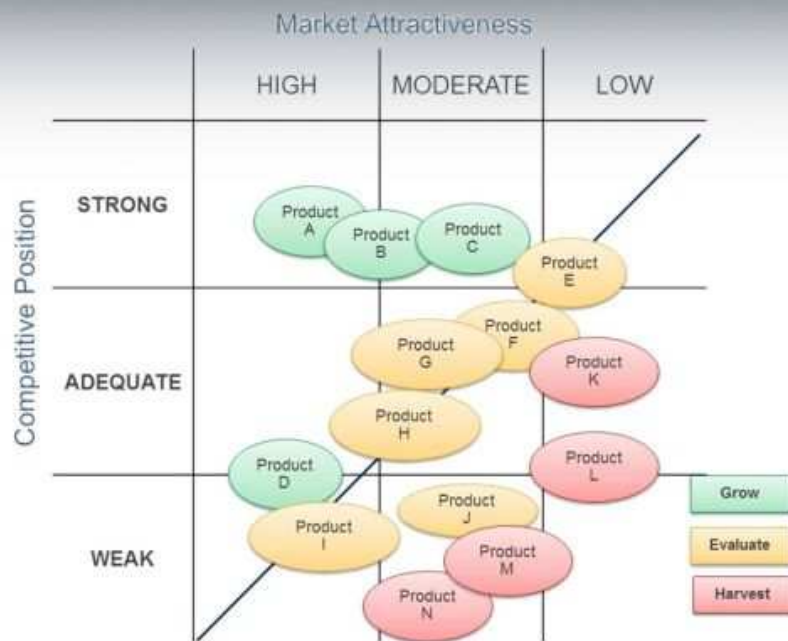 Market Attractiveness
HIGH
MODERATE
LOW
Competitive Position
STRONG
Product
A
Product
B
Product
C
Product
E
ADEQUATE
Product
F
Product
G
Product
K
Product
H
Product
D
Product
L
WEAK
Product
I
Product
J
Product
M
Product
N
Grow
Evaluate
Harvest